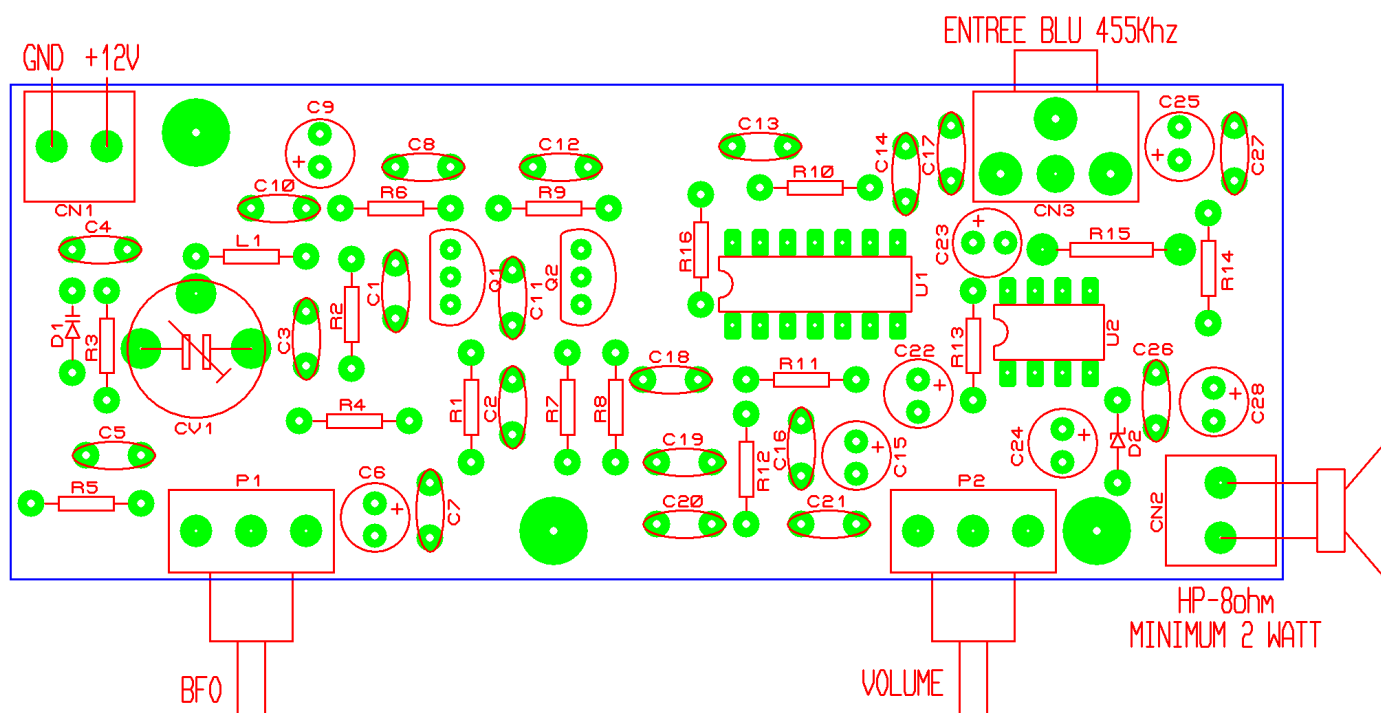 ENTREE BLU 455Khz
GND +12V
C9
C25
C13
C8
C12
C14
C17
C27
C10
R6
R9
R10
CN1
CN3
C4
L1
C23
R15
R14
R16
Q1
Q2
C1
C11
U1
R2
D1
R3
C3
R13
U2
C18
R11
C22
C26
C28
R1
C2
R7
R8
R4
CV1
C5
C19
R12
C16
C15
C24
D2
R5
P1
C6
C7
C20
C21
P2
CN2
HP-8ohm
MINIMUM 2 WATT
BFO
VOLUME